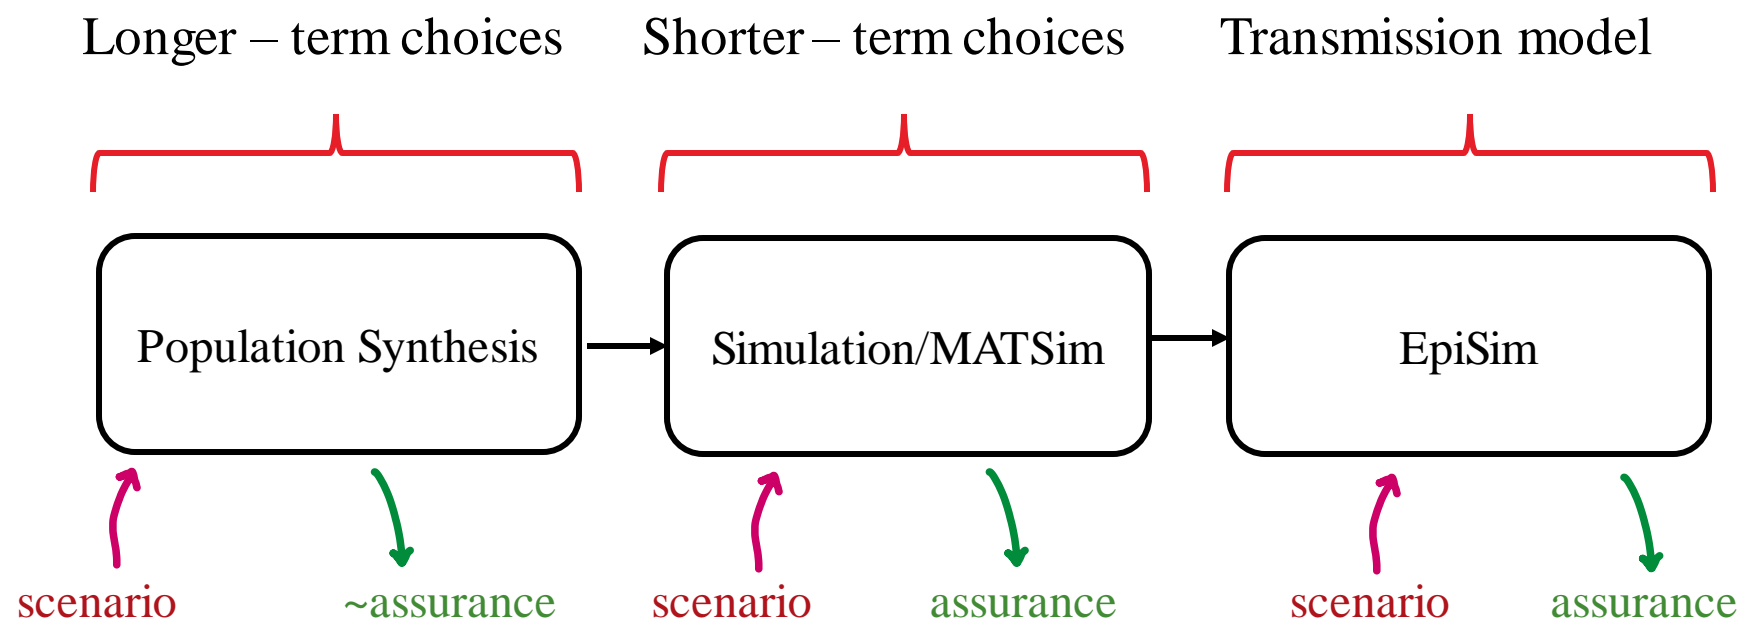 Longer – term choices
Shorter – term choices
Transmission model
Population Synthesis
Simulation/MATSim
EpiSim
scenario
~assurance
scenario
assurance
scenario
assurance